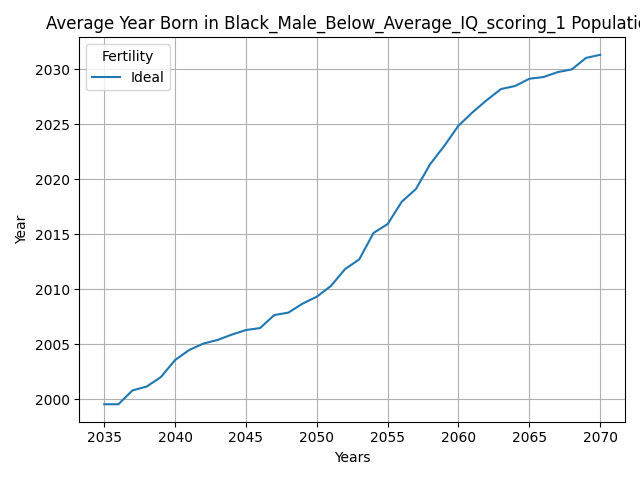 Average Year Born in Black_Male_Below_Average_IQ_scoring_1 Populatio
Fertility
Ideal
2030
2025
2020
2015
2010
2005
2000
Year
2035 2040 2045 2050 2055 2060 2065 2070
Years